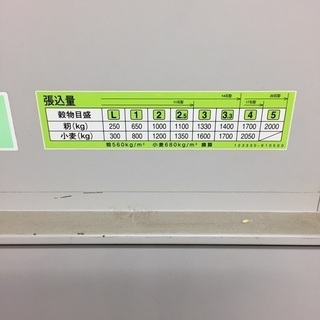 張込量
穀物目盛 L 1 2 2.5 3 3.5 4 5
籾(kg) 250 650 1000 1100 1330 1400 1700 2000
小麦(kg) 300 800 1200 1350 1600 1700 2050
籾560kg/m³ 小麦680kg/m³ 換算